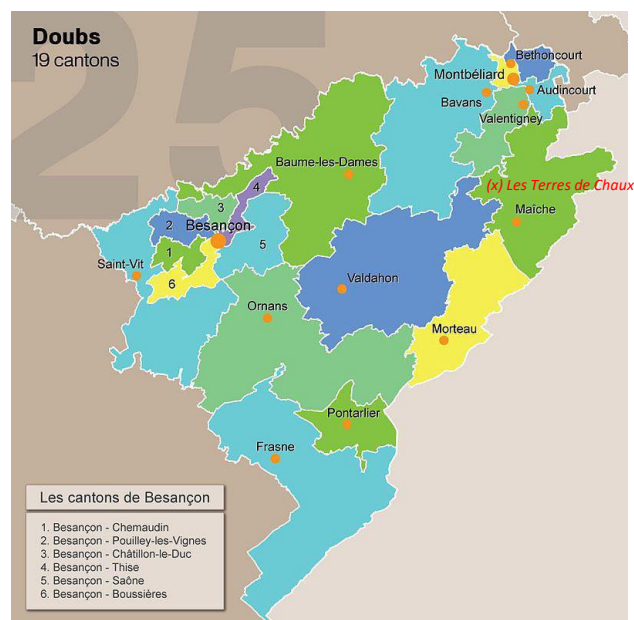 Doubs
19 cantons
25
Bethoncourt
Montbéliard
Audincourt
Bavans
Valentigney
Baume-les-Dames
4
(x) Les Terres de Chaux
3
Maîche
2
Besançon
5
1
Saint-Vit
Valdahon
6
Ornans
Morteau
Pontarlier
Frasne
Les cantons de Besançon
1. Besançon - Chemaudin
2. Besançon - Pouilley-les-Vignes
3. Besançon - Châtillon-le-Duc
4. Besançon - Thise
5. Besançon - Saône
6. Besançon - Boussières